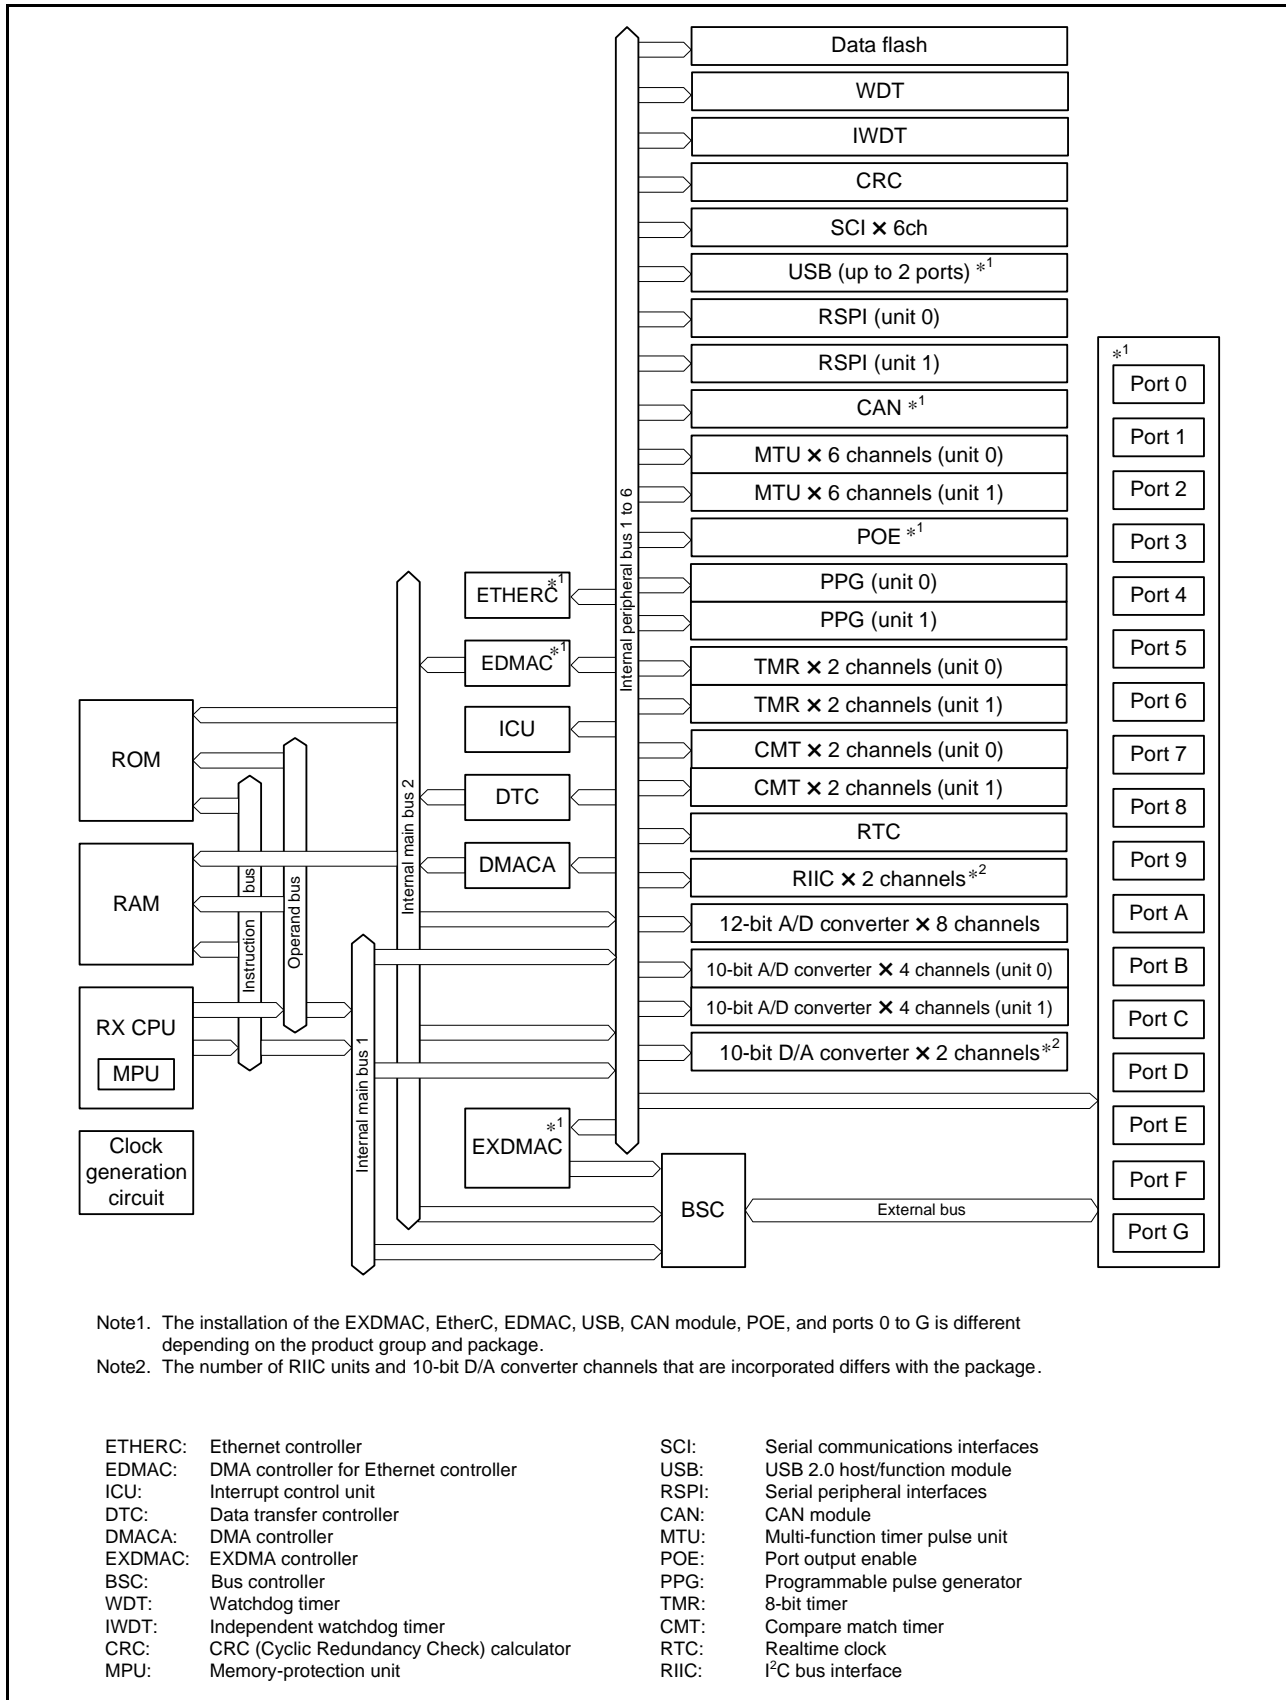 Data flash
WDT
IWDT
CRC
SCI × 6ch
USB (up to 2 ports) *1
RSPI (unit 0)
RSPI (unit 1)
CAN *1
MTU × 6 channels (unit 0)
MTU × 6 channels (unit 1)
POE *1
PPG (unit 0)
PPG (unit 1)
TMR × 2 channels (unit 0)
TMR × 2 channels (unit 1)
CMT × 2 channels (unit 0)
CMT × 2 channels (unit 1)
RTC
RIIC × 2 channels*2
12-bit A/D converter × 8 channels
10-bit A/D converter × 4 channels (unit 0)
10-bit A/D converter × 4 channels (unit 1)
10-bit D/A converter × 2 channels*2
*1
Port 0
Port 1
Port 2
Port 3
Port 4
Port 5
Port 6
Port 7
Port 8
Port 9
Port A
Port B
Port C
Port D
Port E
Port F
Port G
Internal peripheral bus 1 to 6
ETHERC *1
EDMAC *1
ICU
DTC
DMACA
EXDMAC *1
Internal main bus 2
Internal main bus 1
Operand bus
Instruction bus
ROM
RAM
RX CPU
MPU
Clock
generation
circuit
BSC
External bus
Note1. The installation of the EXDMAC, EtherC, EDMAC, USB, CAN module, POE, and ports 0 to G is different
depending on the product group and package.
Note2. The number of RIIC units and 10-bit D/A converter channels that are incorporated differs with the package.
ETHERC: Ethernet controller
EDMAC: DMA controller for Ethernet controller
ICU: Interrupt control unit
DTC: Data transfer controller
DMACA: DMA controller
EXDMAC: EXDMA controller
BSC: Bus controller
WDT: Watchdog timer
IWDT: Independent watchdog timer
CRC: CRC (Cyclic Redundancy Check) calculator
MPU: Memory-protection unit
SCI: Serial communications interfaces
USB: USB 2.0 host/function module
RSPI: Serial peripheral interfaces
CAN: CAN module
MTU: Multi-function timer pulse unit
POE: Port output enable
PPG: Programmable pulse generator
TMR: 8-bit timer
CMT: Compare match timer
RTC: Realtime clock
RIIC: I2C bus interface